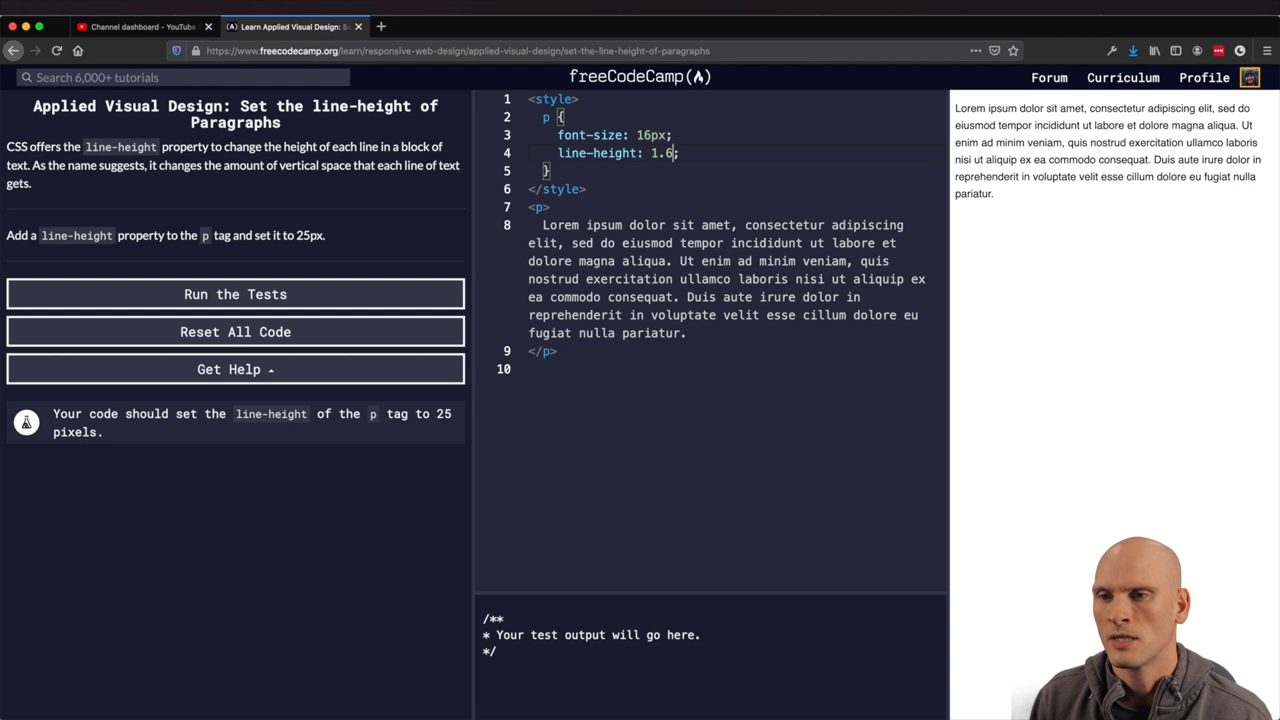 Channel dashboard - YouTube
Learn Applied Visual Design: S
https://www.freecodecamp.org/learn/responsive-web-design/applied-visual-design/set-the-line-height-of-paragraphs
Search 6,000+ tutorials
freeCodeCamp
Forum
Curriculum
Profile
Applied Visual Design: Set the line-height of
Paragraphs
CSS offers the line-height property to change the height of each line in a block of
text. As the name suggests, it changes the amount of vertical space that each line of text
gets.
Add a line-height property to the p tag and set it to 25px.
Run the Tests
Reset All Code
Get Help
Your code should set the line-height of the p tag to 25
pixels.
1 <style>
2 p {
3 font-size: 16px;
4 line-height: 1.6;
5 }
6 </style>
7 <p>
8 Lorem ipsum dolor sit amet, consectetur adipiscing
elit, sed do eiusmod tempor incididunt ut labore et
dolore magna aliqua. Ut enim ad minim veniam, quis
nostrud exercitation ullamco laboris nisi ut aliquip ex
ea commodo consequat. Duis aute irure dolor in
reprehenderit in voluptate velit esse cillum dolore eu
fugiat nulla pariatur.
9 </p>
10
/**
* Your test output will go here.
*/
Lorem ipsum dolor sit amet, consectetur adipiscing elit, sed do
eiusmod tempor incididunt ut labore et dolore magna aliqua. Ut
enim ad minim veniam, quis nostrud exercitation ullamco laboris
nisi ut aliquip ex ea commodo consequat. Duis aute irure dolor in
reprehenderit in voluptate velit esse cillum dolore eu fugiat nulla
pariatur.